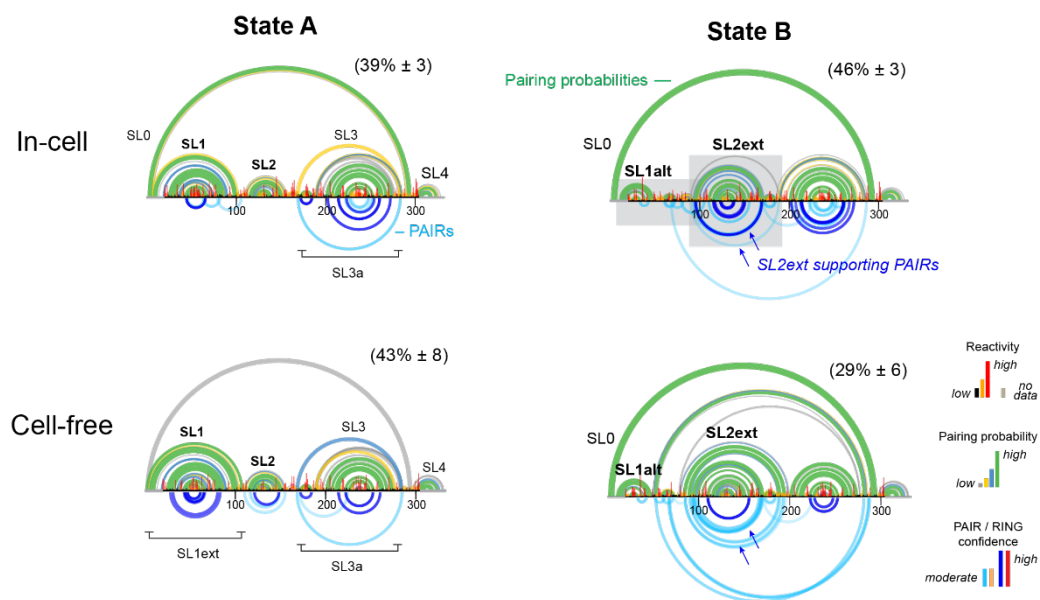 State A
State B
In-cell
(39% ± 3)
SL0
SL1
SL2
SL3
SL4
100
200
300
PAIRs
SL3a
Pairing probabilities
(46% ± 3)
SL0
SL1alt
SL2ext
100
200
300
SL2ext supporting PAIRs
Cell-free
(43% ± 8)
SL1
SL2
SL3
SL4
100
200
300
SL1ext
SL3a
(29% ± 6)
SL0
SL1alt
SL2ext
100
200
300
Reactivity
high
low
no
data
Pairing probability
high
low
PAIR / RING
confidence
high
moderate